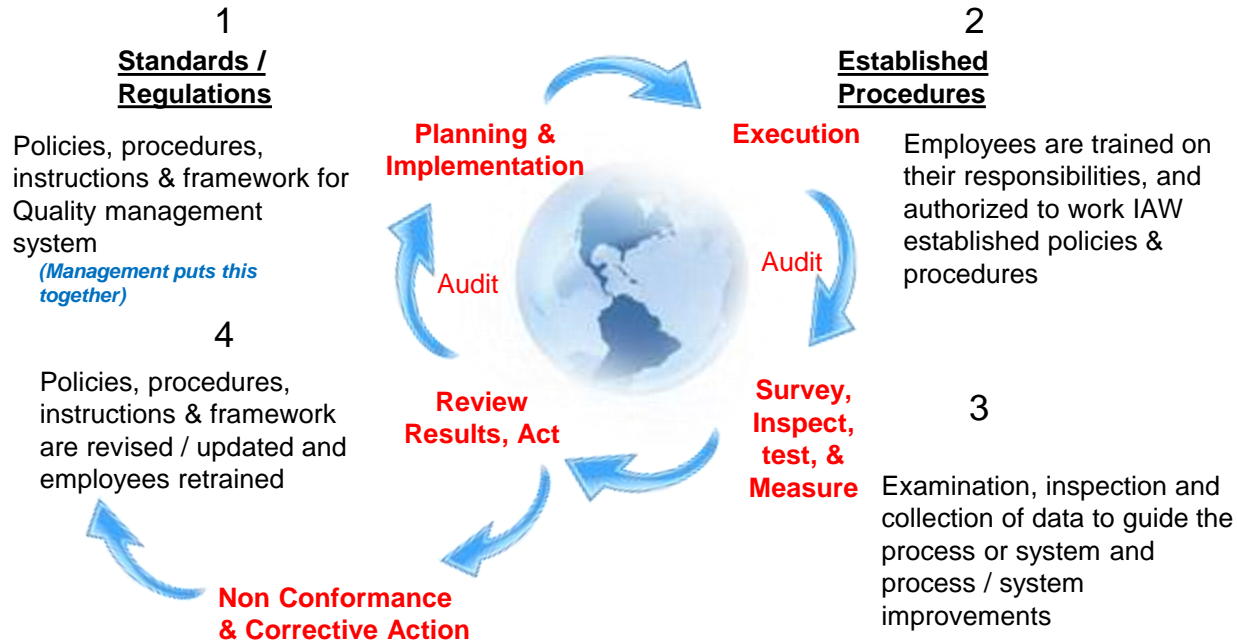 1
Standards /
Regulations
Policies, procedures,
instructions & framework for
Quality management
system
(Management puts this
together)
2
Established
Procedures
Employees are trained on
their responsibilities, and
authorized to work IAW
established policies &
procedures
Planning &
Implementation
Execution
Audit
Audit
4
Policies, procedures,
instructions & framework
are revised / updated and
employees retrained
Review
Results, Act
Survey,
Inspect,
test, &
Measure
3
Examination, inspection and
collection of data to guide the
process or system and
process / system
improvements
Non Conformance
& Corrective Action